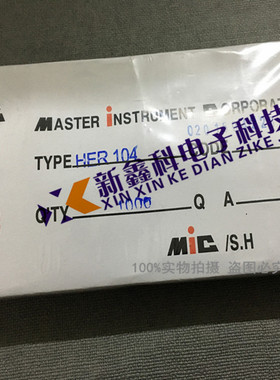 MASTER INSTRUMENT CORPORAT
TYPE HER 104
新鑫科电子科技
XIN XIN KE DIAN ZIKE
QTY 1000 Q A
MIC /S.H
100%实物拍摄 盗图必究